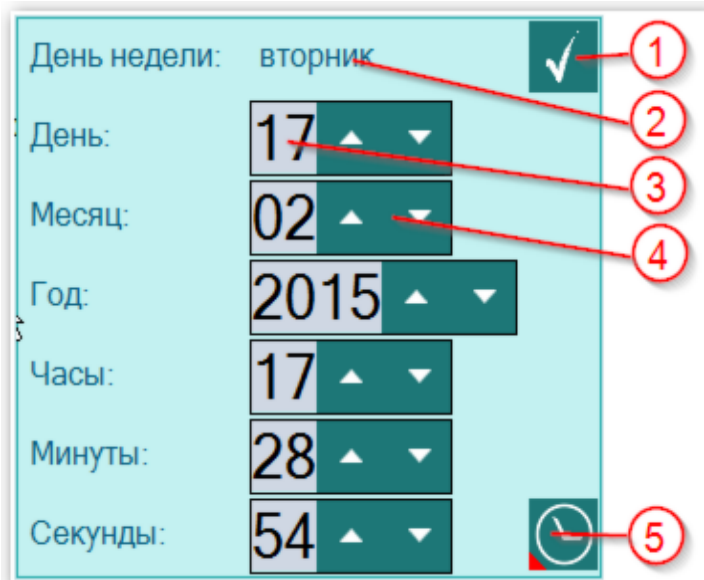 День недели: вторник 1
2
День: 17
3
Месяц: 02
4
Год: 2015
Часы: 17
Минуты: 28
Секунды: 54 5